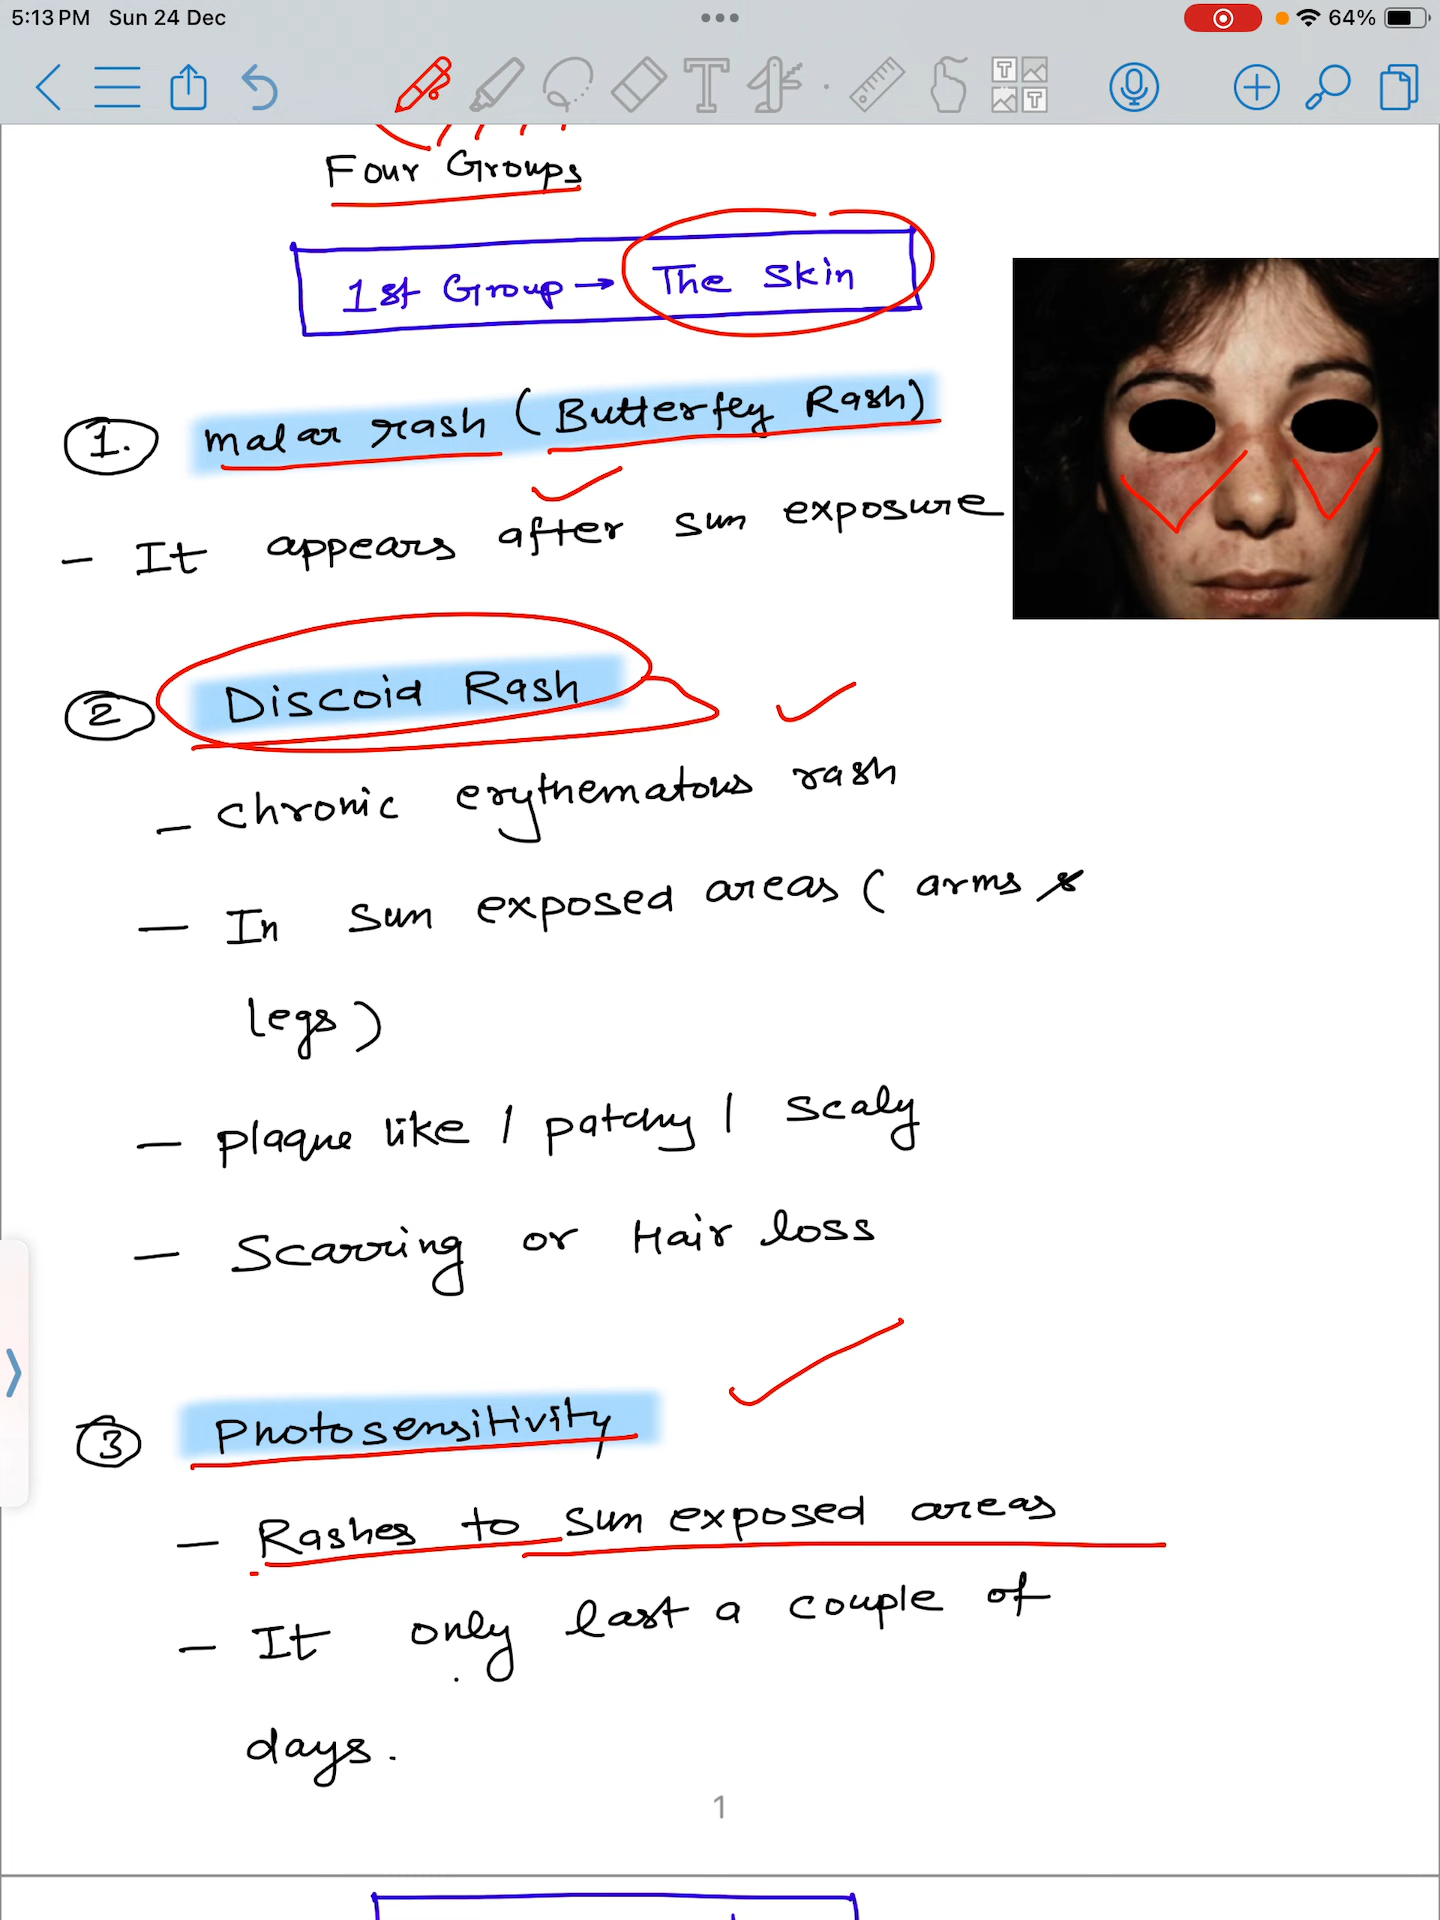 5:13 PM Sun 24 Dec
64%
Four Groups
1st Group → The Skin
1. malar rash (Butterfly Rash)
- It appears after sun exposure
2 Discoid Rash
- chronic erythematous rash
- In sun exposed areas (arms &
legs)
- plaque like / patchy / scaly
- Scarring or Hair loss
3 Photosensitivity
- Rashes to sun exposed areas
- It only last a couple of
days.
1